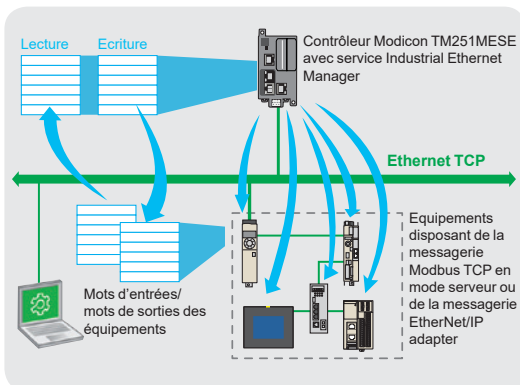 Lecture
Ecriture
Contrôleur Modicon TM251MESE
avec service Industrial Ethernet
Manager
Ethernet TCP
Mots d'entrées/
mots de sorties des
équipements
Equipements
disposant de la
messagerie
Modbus TCP en
mode serveur ou
de la messagerie
EtherNet/IP
adapter